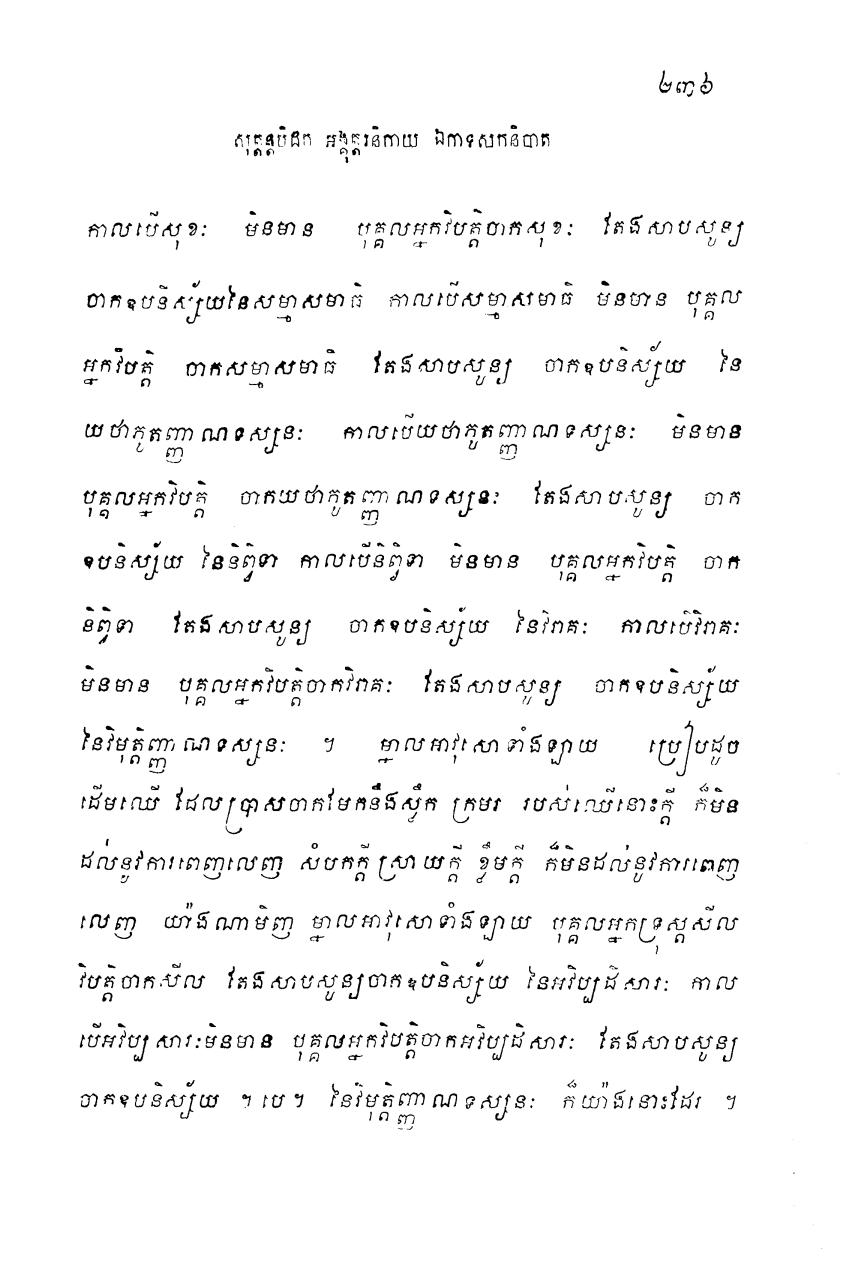 ២៣៦
សុត្តន្តបិដក អង្គុត្តរនិកាយ ឯកាទសកនិបាត
កាលបើសុខៈ មិនមាន បុគ្គលអ្នកវិបត្តិចាកសុខៈ តែងសាបសូន្យ
ចាកឧបនិស្ស័យនៃសម្មាសមាធិ កាលបើសម្មាសមាធិ មិនមាន បុគ្គល
អ្នកវិបត្តិ ចាកសម្មាសមាធិ តែងសាបសូន្យ ចាកឧបនិស្ស័យ នៃ
យថាភូតញ្ញាណទស្សនៈ កាលបើយថាភូតញ្ញាណទស្សនៈ មិនមាន
បុគ្គលអ្នកវិបត្តិ ចាកយថាភូតញ្ញាណទស្សនៈ តែងសាបសូន្យ ចាក
ឧបនិស្ស័យ នៃនិព្វិទា កាលបើនិព្វិទា មិនមាន បុគ្គលអ្នកវិបត្តិ ចាក
និព្វិទា តែងសាបសូន្យ ចាកឧបនិស្ស័យ នៃវិរាគៈ កាលបើវិរាគៈ
មិនមាន បុគ្គលអ្នកវិបត្តិចាកវិរាគៈ តែងសាបសូន្យ ចាកឧបនិស្ស័យ
នៃវិមុត្តិញ្ញាណទស្សនៈ ។ ម្នាលអាវុសោទាំងឡាយ ប្រៀបដូច
ដើមឈើ ដែលប្រាសចាកមែកនឹងស្លឹក ក្រមរ របស់ឈើនោះក្តី ក៏មិន
ដល់នូវការពេញលេញ សំបកក្តី ស្រាយក្តី ខ្លឹមក្តី ក៏មិនដល់នូវការពេញ
លេញ យ៉ាងណាមិញ ម្នាលអាវុសោទាំងឡាយ បុគ្គលអ្នកទ្រុស្តសីល
វិបត្តិចាកសីល តែងសាបសូន្យចាកឧបនិស្ស័យ នៃអវិប្បដិសារៈ កាល
បើអវិប្បសារៈមិនមាន បុគ្គលអ្នកវិបត្តិចាកអវិប្បដិសារៈ តែងសាបសូន្យ
ចាកឧបនិស្ស័យ ។ បេ ។ នៃវិមុត្តិញ្ញាណទស្សនៈ ក៏យ៉ាងនោះដែរ ។